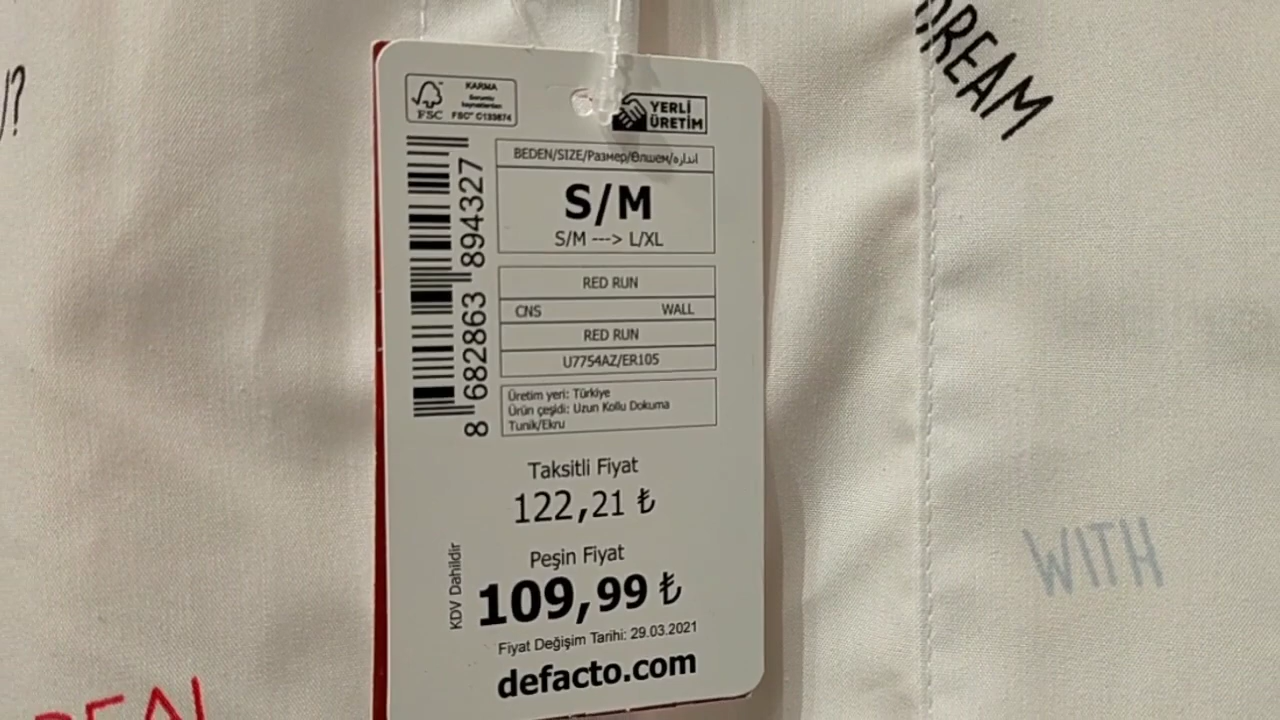 DREAM
/?
KARMA
FSC
FSC™ C133674
YERLİ
ÜRETİM
BEDEN/SIZE/Размер/Өлшем/اندازه
S/M
S/M ---> L/XL
8 682863 894327
RED RUN
CNS WALL
RED RUN
U7754AZ/ER105
Üretim yeri: Türkiye
Ürün çeşidi: Uzun Kollu Dokuma
Tunik/Ekru
Taksitli Fiyat
122,21 ₺
Peşin Fiyat
109,99 ₺
KDV Dahildir
Fiyat Değişim Tarihi: 29.03.2021
defacto.com
WITH
REAL